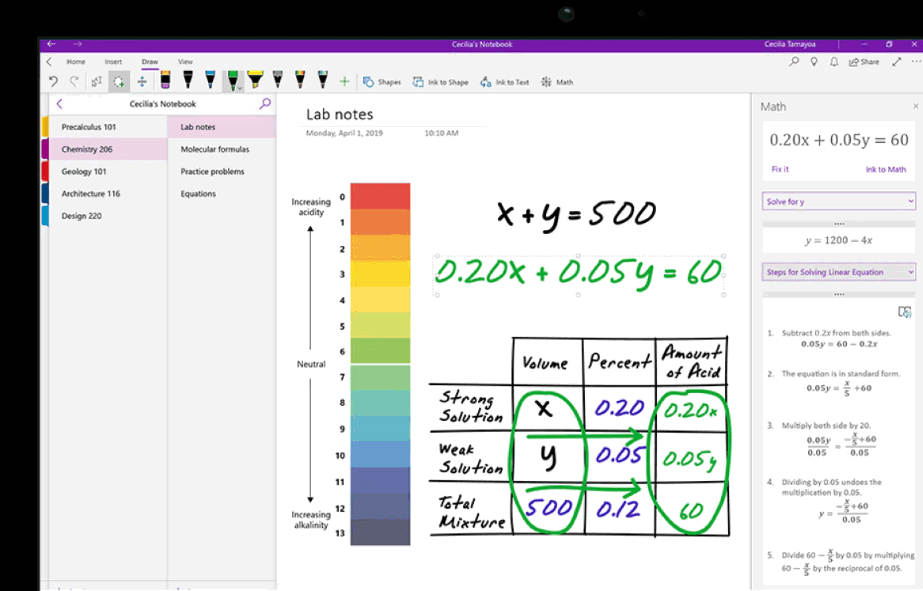 Cecilia's Notebook
Cecilia Tamayoa
Home Insert Draw View
Share
Shapes Ink to Shape Ink to Text Math
Cecilia's Notebook
Precalculus 101
Chemistry 206
Geology 101
Architecture 116
Design 220
Lab notes
Molecular formulas
Practice problems
Equations
Lab notes
Monday, April 1, 2019 10:10 AM
Increasing
acidity
Neutral
Increasing
alkalinity
0
1
2
3
4
5
6
7
8
9
10
11
12
13
x + y = 500
0.20x + 0.05y = 60
Volume Percent Amount of Acid
Strong Solution x 0.20 0.20x
Weak Solution y 0.05 0.05y
Total Mixture 500 0.12 60
Math
0.20x + 0.05y = 60
Fix it Ink to Math
Solve for y
y = 1200 − 4x
Steps for Solving Linear Equation
1. Subtract 0.2x from both sides.
0.05y = 60 − 0.2x
2. The equation is in standard form.
0.05y = x/5 +60
3. Multiply both side by 20.
0.05y/0.05 = (−x/5+60)/0.05
4. Dividing by 0.05 undoes the
multiplication by 0.05.
y = (−x/5+60)/0.05
5. Divide 60 − x/5 by 0.05 by multiplying
60 − x/5 by the reciprocal of 0.05.